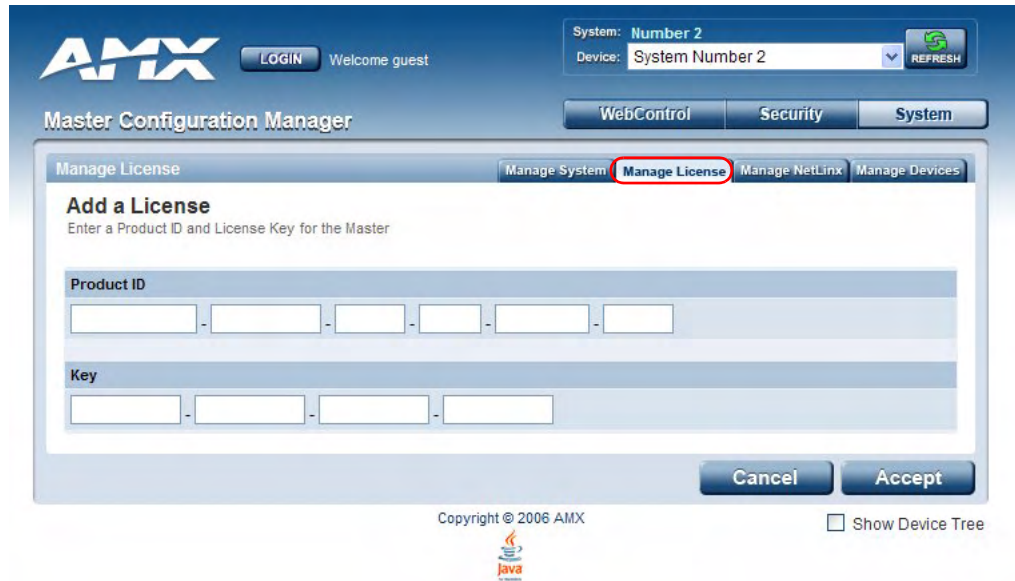 AMX
LOGIN Welcome guest
System: Number 2
Device: System Number 2
REFRESH
Master Configuration Manager
WebControl Security System
Manage License
Manage System Manage License Manage NetLinx Manage Devices
Add a License
Enter a Product ID and License Key for the Master
Product ID
- - - - -
Key
- - -
Cancel Accept
Copyright © 2006 AMX
Show Device Tree
Java